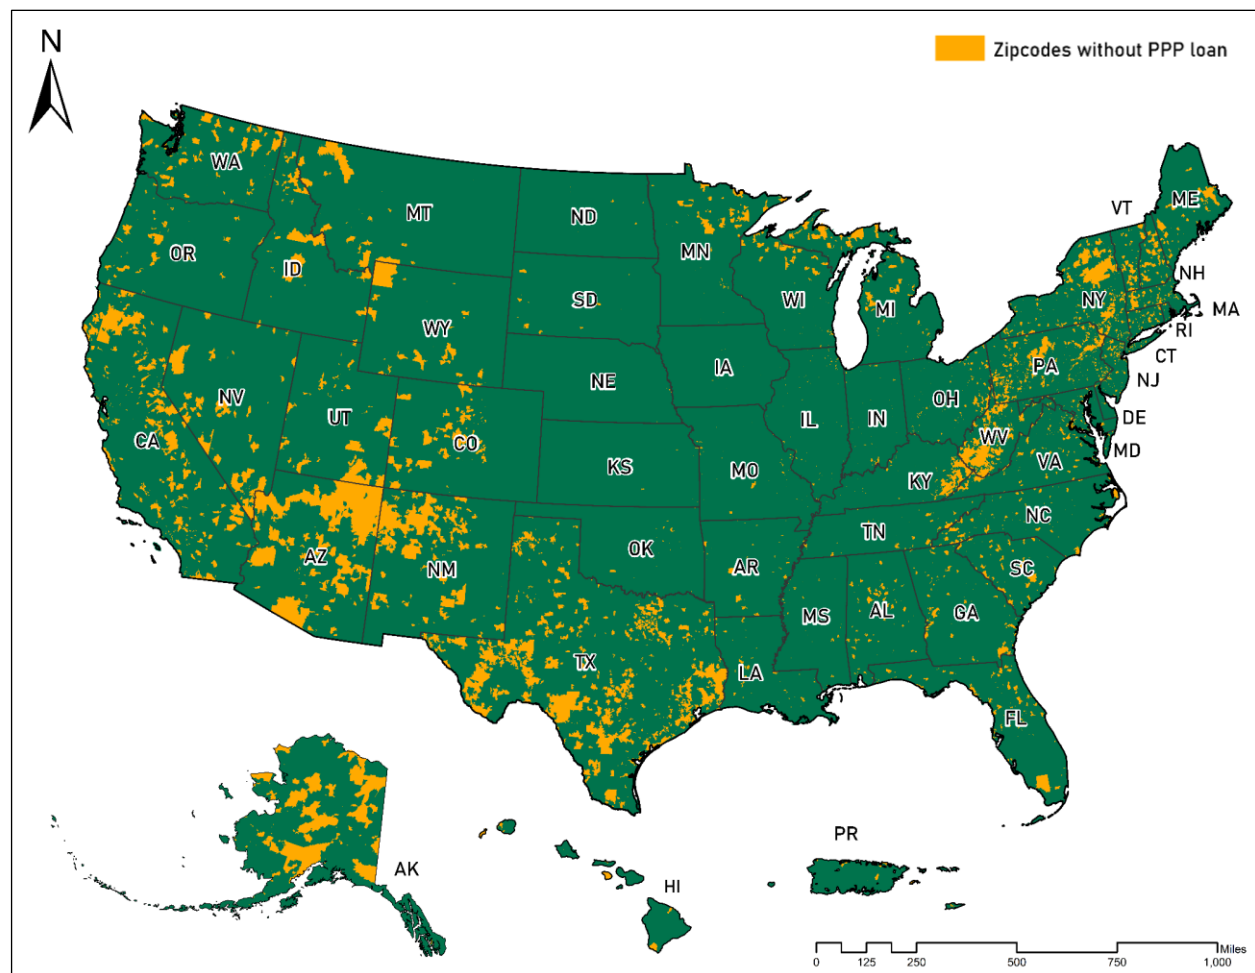 N
Zipcodes without PPP loan
WA
MT
ND
MN
VT
ME
OR
ID
SD
WI
MI
NY
NH
MA
RI
CT
WY
IA
PA
NJ
NV
UT
CO
NE
IL
IN
OH
DE
MD
CA
KS
MO
KY
WV
VA
AZ
NM
OK
AR
TN
NC
SC
MS
AL
GA
TX
LA
FL
AK
HI
PR
Miles
0 125 250 500 750 1,000